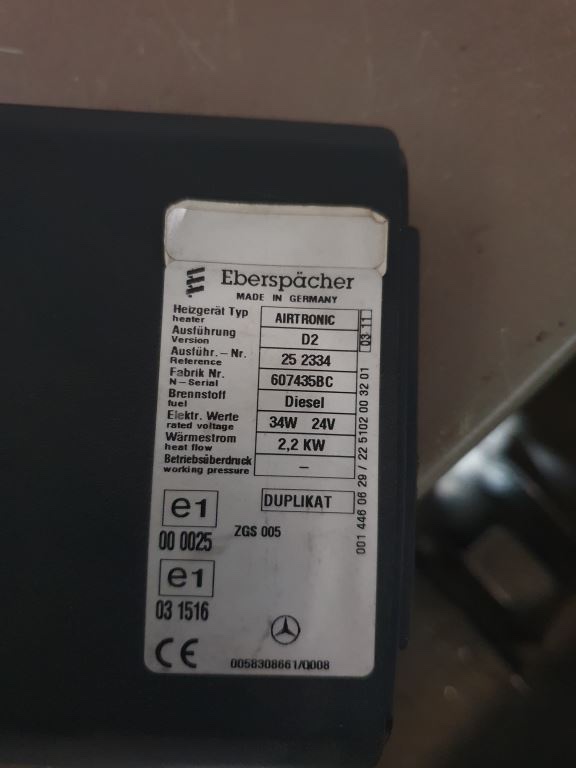 Eberspächer
MADE IN GERMANY
Heizgerät Typ
heater
AIRTRONIC
Ausführung
Version
D2
Ausführ. – Nr.
Reference
25 2334
Fabrik Nr.
N – Serial
607435BC
Brennstoff
fuel
Diesel
Elektr. Werte
rated voltage
34W 24V
Wärmestrom
heat flow
2,2 KW
Betriebsüberdruck
working pressure
–
03 11
001 446 06 29 / 22 5102 00 3201
e1
DUPLIKAT
00 0025
ZGS 005
e1
03 1516
CE
0058308661/0008